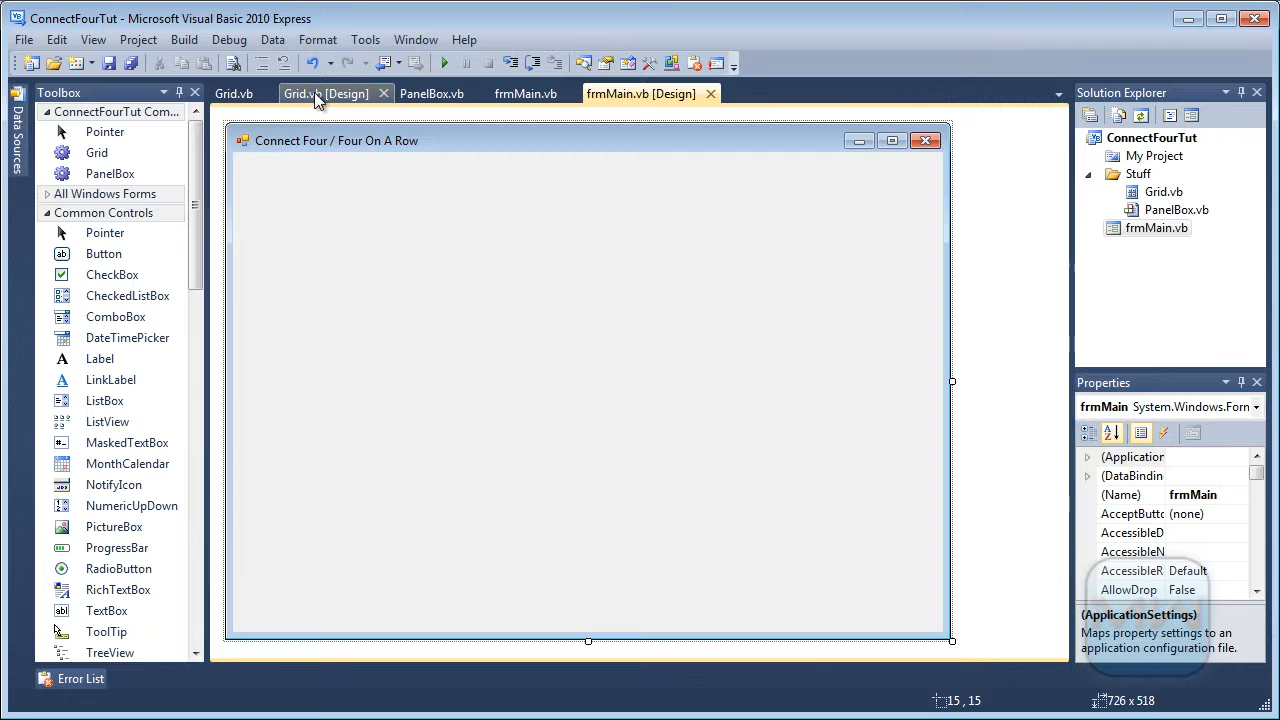 ConnectFourTut - Microsoft Visual Basic 2010 Express
File Edit View Project Build Debug Data Format Tools Window Help
Toolbox
Grid.vb Grid.vb [Design] PanelBox.vb frmMain.vb frmMain.vb [Design]
Solution Explorer
Data Sources
ConnectFourTut Com...
Pointer
Grid
PanelBox
All Windows Forms
Common Controls
Pointer
Button
CheckBox
CheckedListBox
ComboBox
DateTimePicker
Label
LinkLabel
ListBox
ListView
MaskedTextBox
MonthCalendar
NotifyIcon
NumericUpDown
PictureBox
ProgressBar
RadioButton
RichTextBox
TextBox
ToolTip
TreeView
Connect Four / Four On A Row
ConnectFourTut
My Project
Stuff
Grid.vb
PanelBox.vb
frmMain.vb
Properties
frmMain System.Windows.Form
(Application
(DataBindin
(Name) frmMain
AcceptButto (none)
AccessibleD
AccessibleN
AccessibleR Default
AllowDrop False
(ApplicationSettings)
Maps property settings to an
application configuration file.
Error List
15 , 15
726 x 518